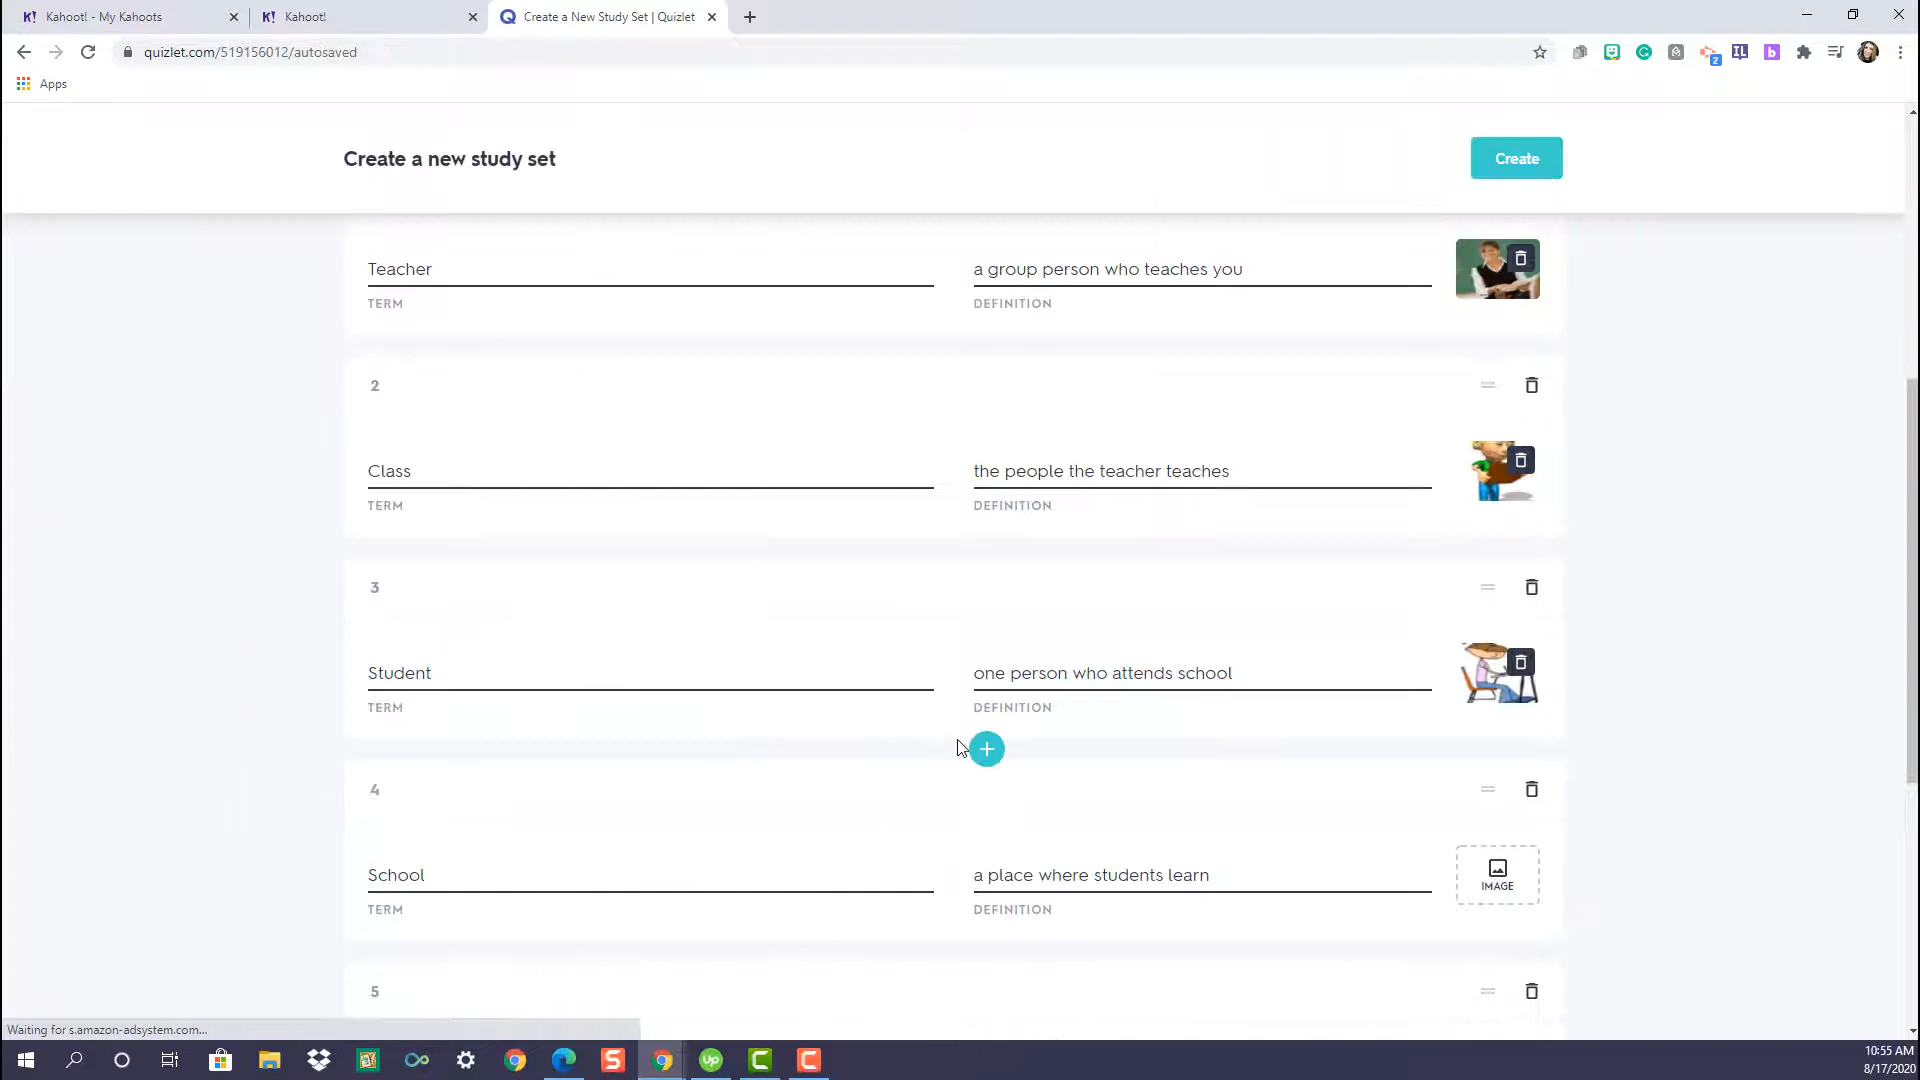 Kahoot! - My Kahoots
Kahoot!
Create a New Study Set | Quizlet
quizlet.com/519156012/autosaved
2
Apps
Create a new study set
Create
Teacher
a group person who teaches you
TERM
DEFINITION
2
Class
the people the teacher teaches
TERM
DEFINITION
3
Student
one person who attends school
TERM
DEFINITION
4
School
a place where students learn
IMAGE
TERM
DEFINITION
5
Waiting for s.amazon-adsystem.com...
10:55 AM
8/17/2020